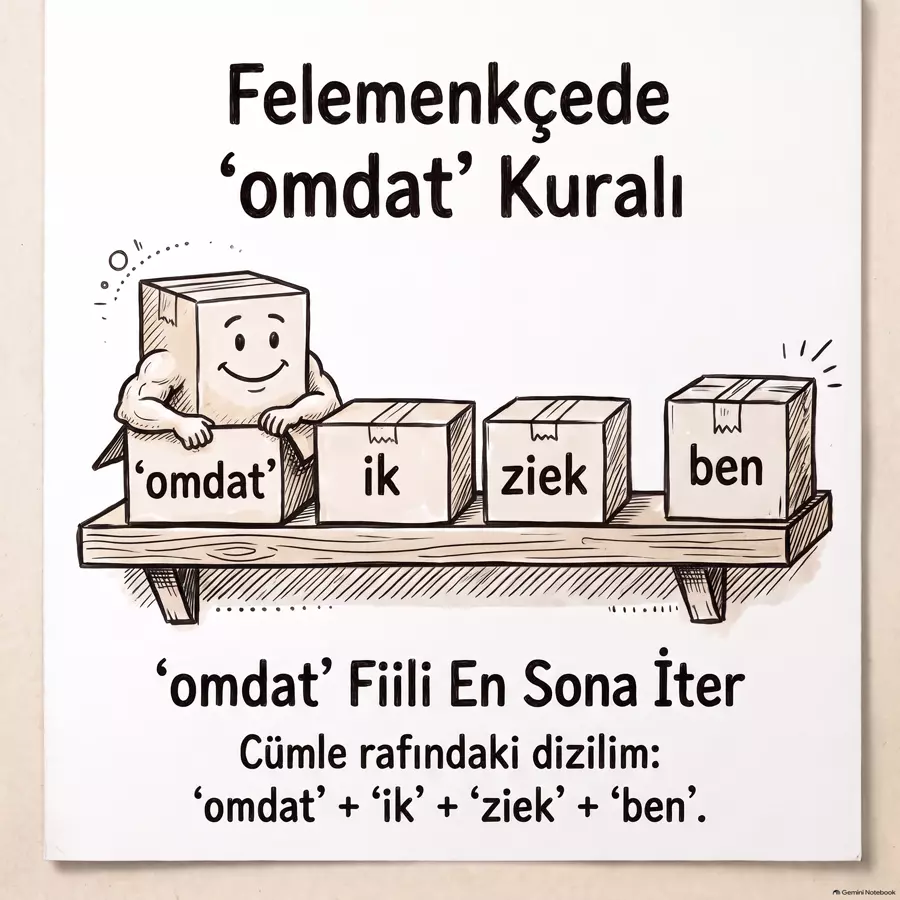 Felemenkçede
‘omdat’ Kuralı
‘omdat’
ik
ziek
ben
‘omdat’ Fiili En Sona İter
Cümle rafındaki dizilim:
‘omdat’ + ‘ik’ + ‘ziek’ + ‘ben’.
Gemini Notebook